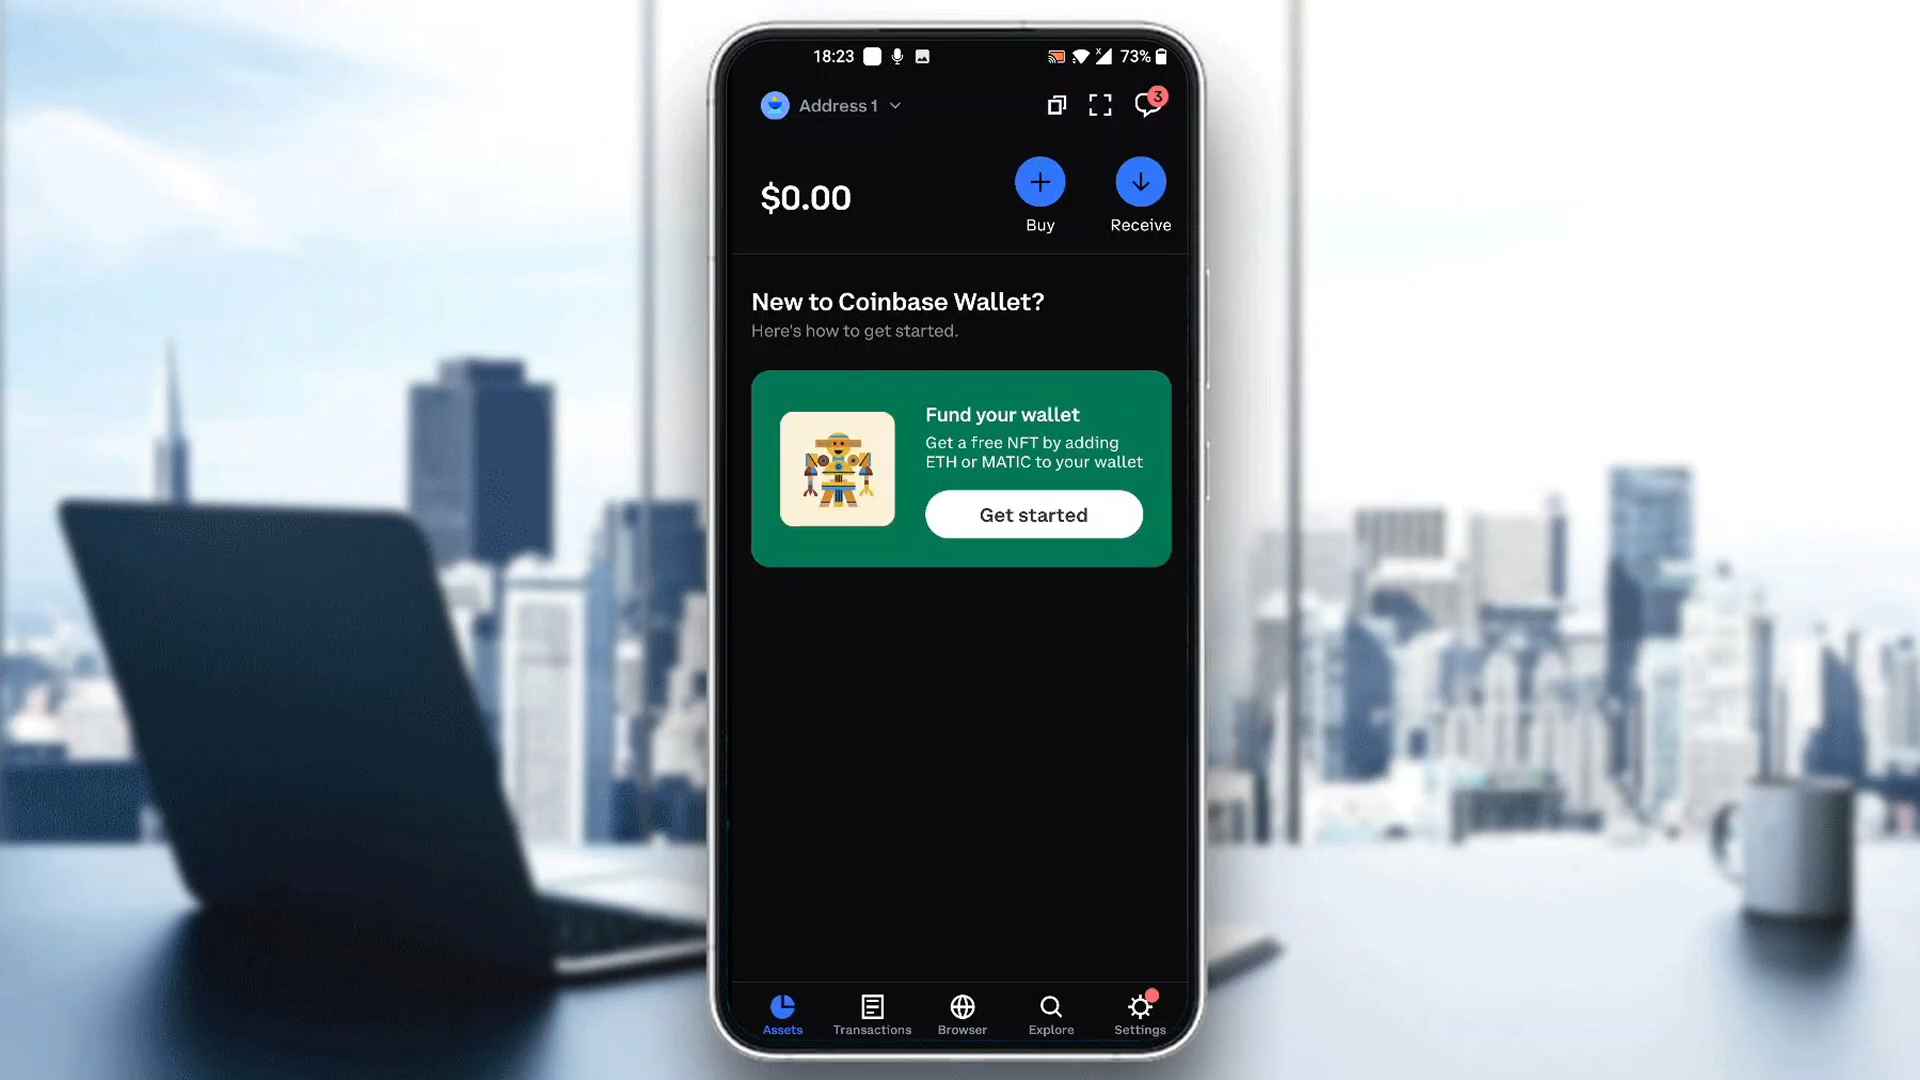 18:23
73%
Address 1
3
$0.00
Buy
Receive
New to Coinbase Wallet?
Here's how to get started.
Fund your wallet
Get a free NFT by adding
ETH or MATIC to your wallet
Get started
Assets
Transactions
Browser
Explore
Settings